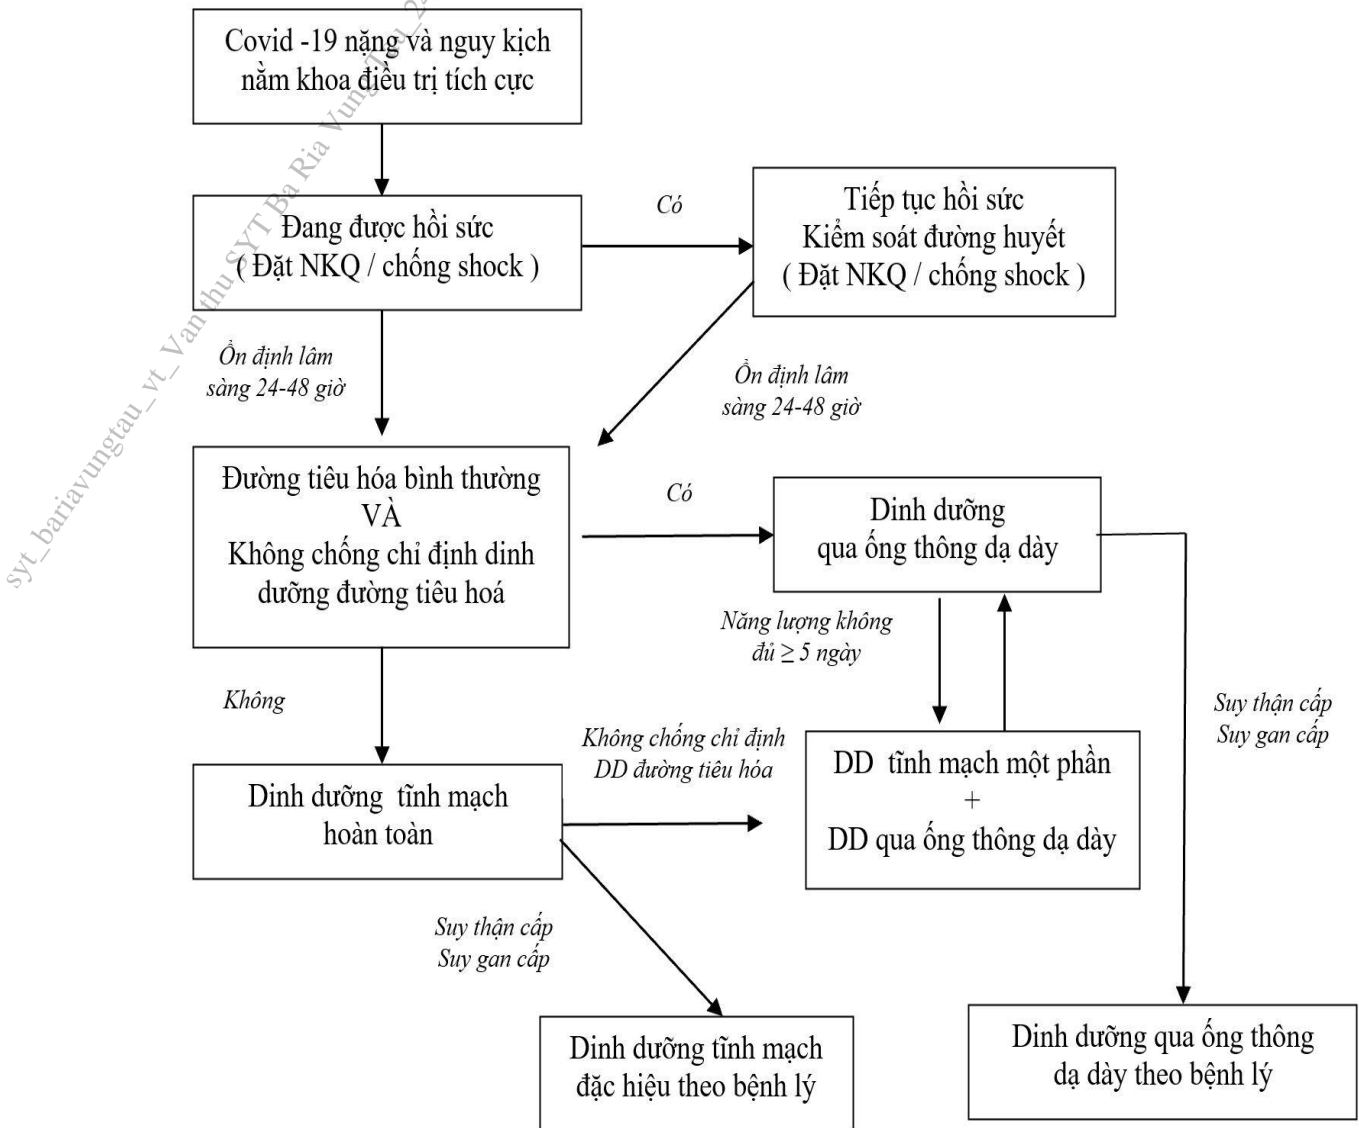 Covid -19 nặng và nguy kịch
nằm khoa điều trị tích cực
Đang được hồi sức
( Đặt NKQ / chống shock )
Có
Tiếp tục hồi sức
Kiểm soát đường huyết
( Đặt NKQ / chống shock )
Ổn định lâm
sàng 24-48 giờ
Ổn định lâm
sàng 24-48 giờ
Đường tiêu hóa bình thường
VÀ
Không chống chỉ định dinh
dưỡng đường tiêu hoá
Có
Dinh dưỡng
qua ống thông dạ dày
Năng lượng không
đủ ≥ 5 ngày
Không
Suy thận cấp
Suy gan cấp
Không chống chỉ định
DD đường tiêu hóa
DD tĩnh mạch một phần
+
DD qua ống thông dạ dày
Dinh dưỡng tĩnh mạch
hoàn toàn
Suy thận cấp
Suy gan cấp
Dinh dưỡng tĩnh mạch
đặc hiệu theo bệnh lý
Dinh dưỡng qua ống thông
dạ dày theo bệnh lý
syt_bariavungtau_vt_Van thu SYT Ba Ria Vung Tau